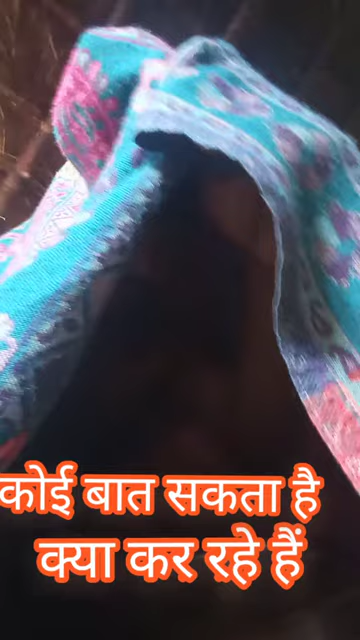 कोई बात सकता है
क्या कर रहे हैं